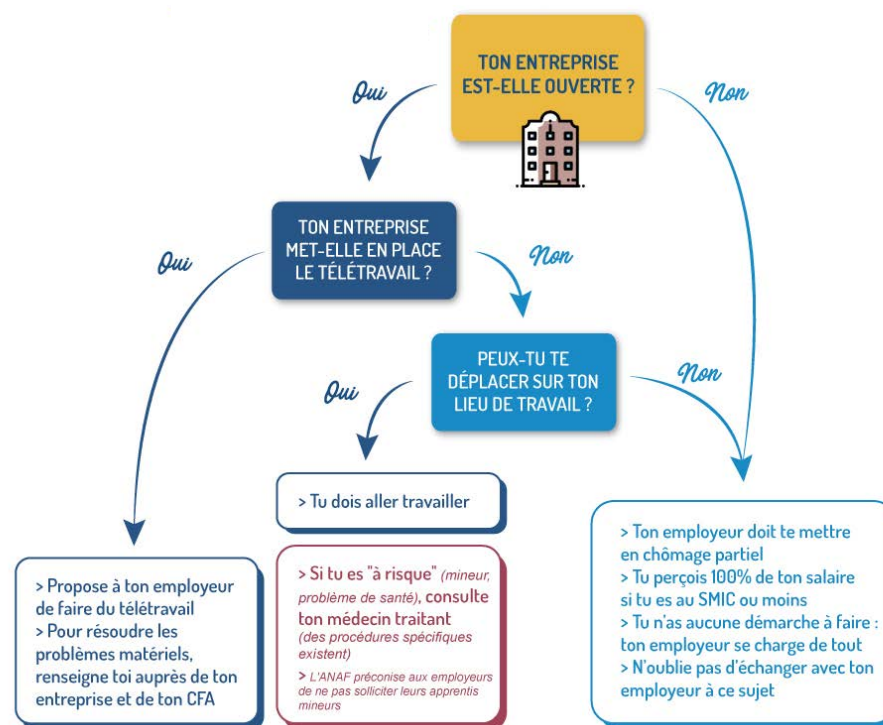 TON ENTREPRISE
EST-ELLE OUVERTE ?
Oui
Non
TON ENTREPRISE
MET-ELLE EN PLACE
LE TÉLÉTRAVAIL ?
Oui
Non
PEUX-TU TE
DÉPLACER SUR TON
LIEU DE TRAVAIL ?
Oui
Non
> Tu dois aller travailler
> Propose à ton employeur
de faire du télétravail
> Pour résoudre les
problèmes matériels,
renseigne toi auprès de ton
entreprise et de ton CFA
> Si tu es "à risque" (mineur,
problème de santé), consulte
ton médecin traitant
(des procédures spécifiques
existent)
> L'ANAF préconise aux employeurs
de ne pas solliciter leurs apprentis
mineurs
> Ton employeur doit te mettre
en chômage partiel
> Tu perçois 100% de ton salaire
si tu es au SMIC ou moins
> Tu n'as aucune démarche à faire :
ton employeur se charge de tout
> N'oublie pas d'échanger avec ton
employeur à ce sujet